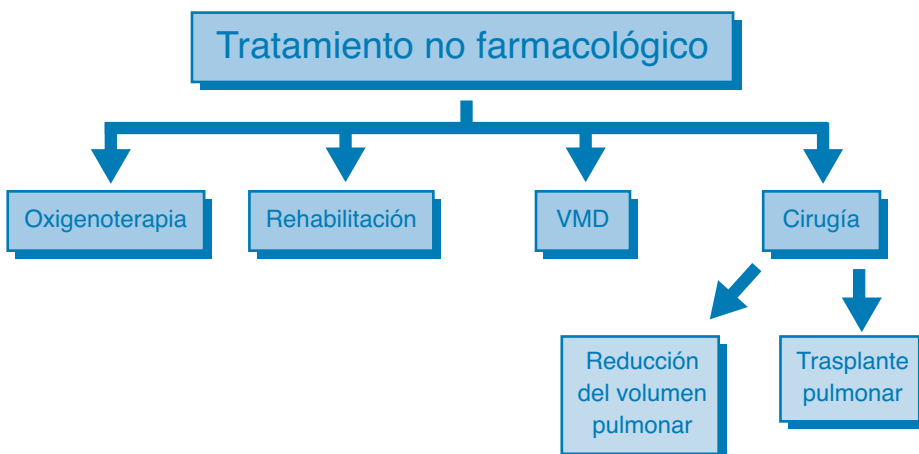 Tratamiento no farmacológico
Oxigenoterapia
Rehabilitación
VMD
Cirugía
Reducción
del volumen
pulmonar
Trasplante
pulmonar